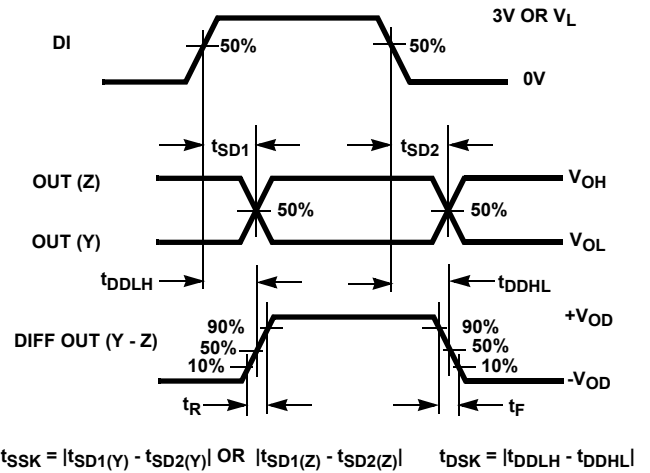 3V OR VL
DI
50%
50%
0V
tSD1
tSD2
OUT (Z)
VOH
50%
50%
OUT (Y)
VOL
tDDLH
tDDHL
+VOD
90%
90%
DIFF OUT (Y - Z)
50%
50%
10%
10%
-VOD
tR
tF
tSSK = |tSD1(Y) - tSD2(Y)| OR |tSD1(Z) - tSD2(Z)| tDSK = |tDDLH - tDDHL|